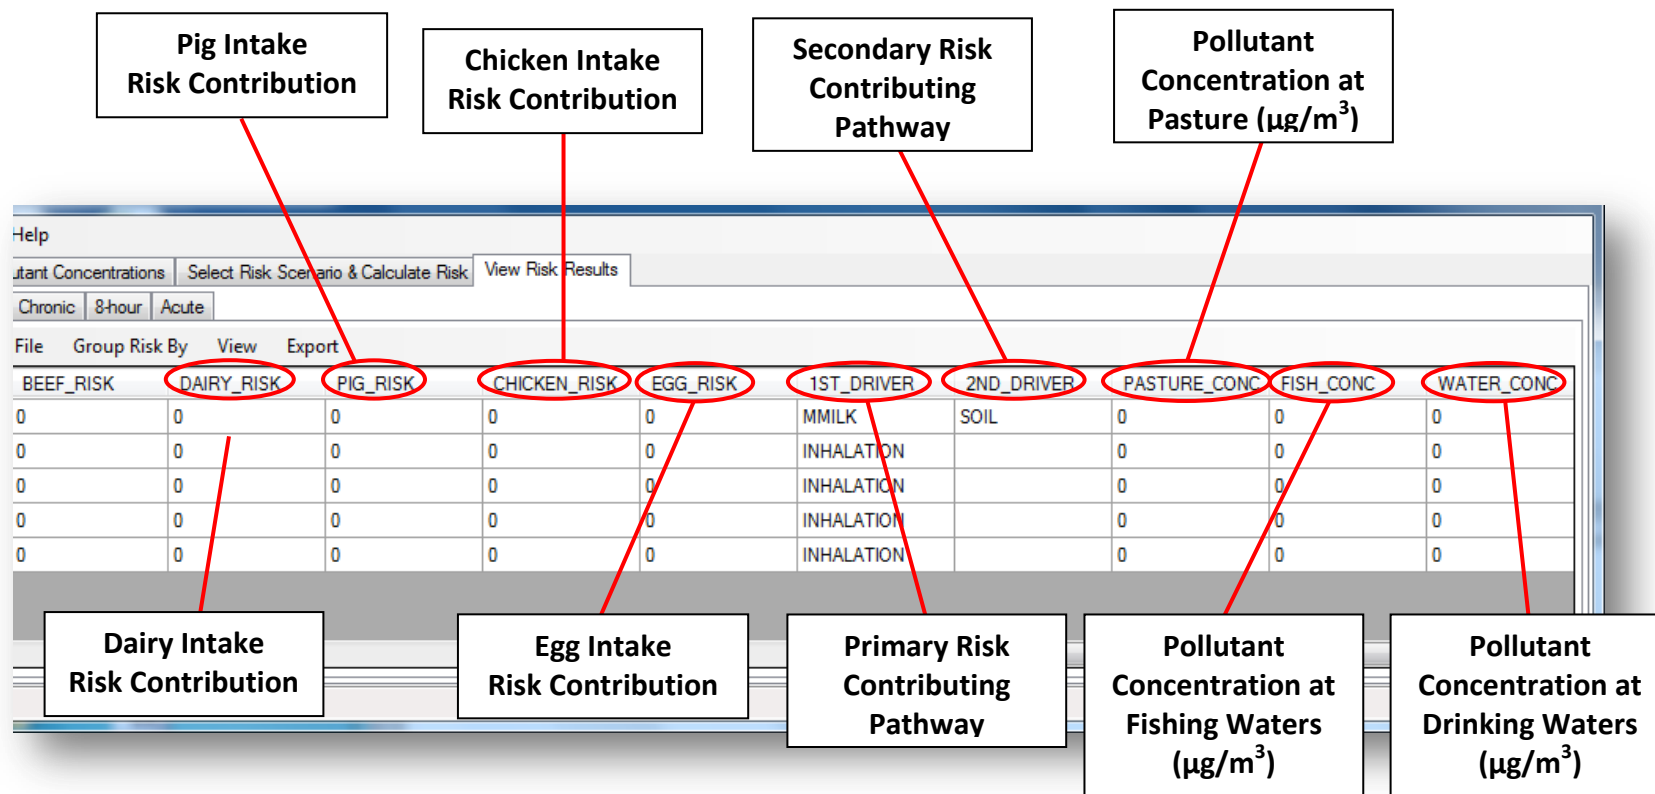 Pig Intake
Risk Contribution
Chicken Intake
Risk Contribution
Secondary Risk
Contributing
Pathway
Pollutant
Concentration at
Pasture (µg/m³)
Help
utant Concentrations Select Risk Scenario & Calculate Risk View Risk Results
Chronic 8-hour Acute
File Group Risk By View Export
BEEF_RISK DAIRY_RISK PIG_RISK CHICKEN_RISK EGG_RISK 1ST_DRIVER 2ND_DRIVER PASTURE_CONC FISH_CONC WATER_CONC
0 0 0 0 0 MMILK SOIL 0 0 0
0 0 0 0 0 INHALATION 0 0 0
0 0 0 0 0 INHALATION 0 0 0
0 0 0 0 0 INHALATION 0 0 0
0 0 0 0 0 INHALATION 0 0 0
Dairy Intake
Risk Contribution
Egg Intake
Risk Contribution
Primary Risk
Contributing
Pathway
Pollutant
Concentration at
Fishing Waters
(µg/m³)
Pollutant
Concentration at
Drinking Waters
(µg/m³)